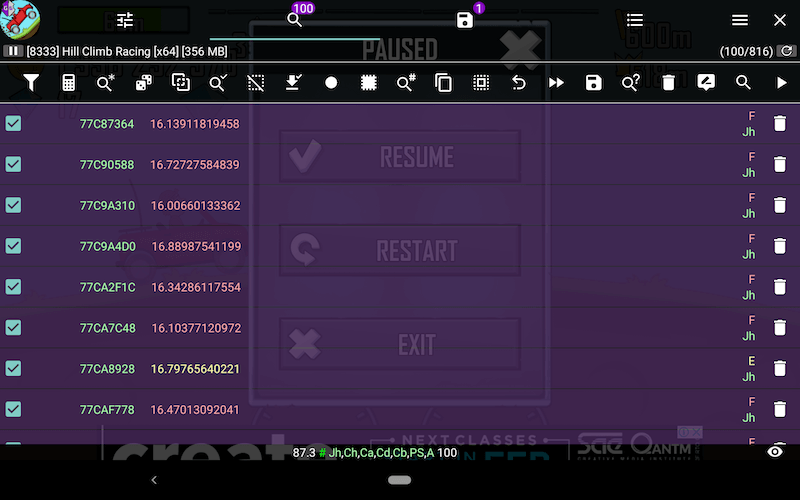 100
1
[8333] Hill Climb Racing [x64] [356 MB]
(100/816)
PAUSED
600m
77C87364 16.13911819458 F
Jh
77C90588 16.72727584839 F
Jh
RESUME
77C9A310 16.00660133362 F
Jh
77C9A4D0 16.88987541199 F
Jh
RESTART
77CA2F1C 16.34286117554 F
Jh
77CA7C48 16.10377120972 F
Jh
EXIT
77CA8928 16.79765640221 E
Jh
77CAF778 16.47013092041 F
Jh
create
NEXT CLASSES
sae QANTM
87.3 # Jh,Ch,Ca,Cd,Cb,PS,A 100